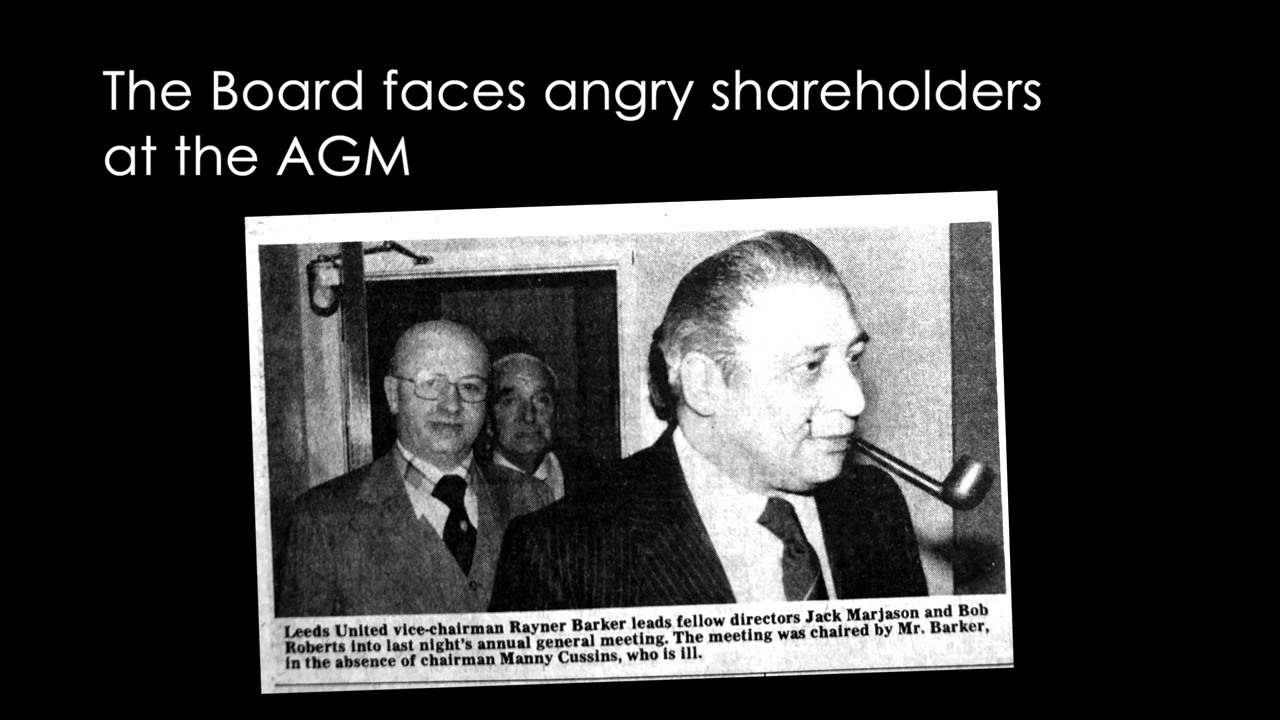 The Board faces angry shareholders
at the AGM
Leeds United vice-chairman Rayner Barker leads fellow directors Jack Marjason and Bob
Roberts into last night's annual general meeting. The meeting was chaired by Mr. Barker,
in the absence of chairman Manny Cussins, who is ill.